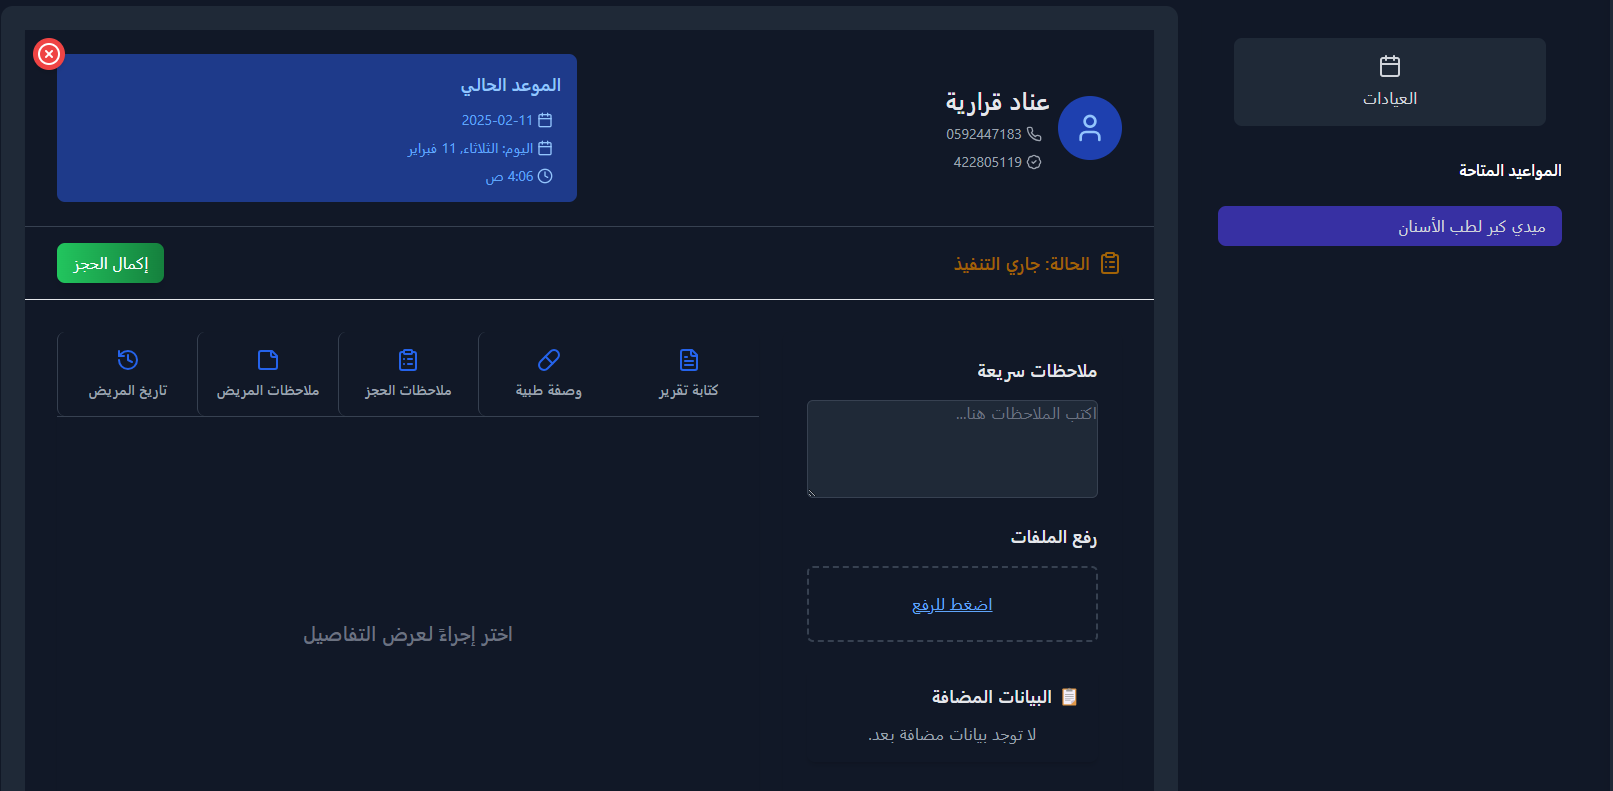 العيادات
المواعيد المتاحة
ميدي كير لطب الأسنان
عناد قرارية
0592447183
422805119
الموعد الحالي
2025-02-11
اليوم: الثلاثاء, 11 فبراير
4:06 ص
الحالة: جاري التنفيذ
إكمال الحجز
ملاحظات سريعة
اكتب الملاحظات هنا...
رفع الملفات
اضغط للرفع
📋 البيانات المضافة
لا توجد بيانات مضافة بعد.
كتابة تقرير
وصفة طبية
ملاحظات الحجز
ملاحظات المريض
تاريخ المريض
اختر إجراءً لعرض التفاصيل